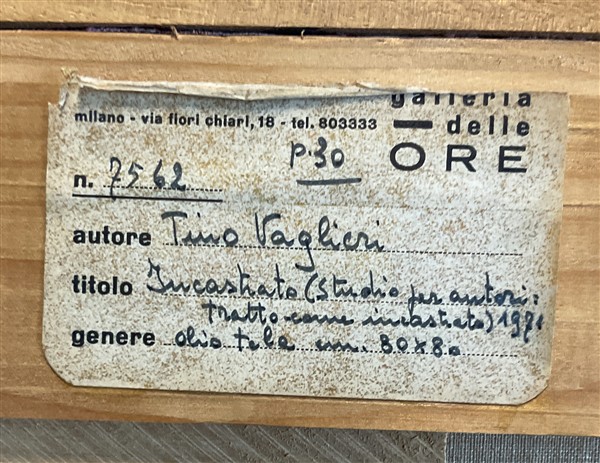 galleria
milano - via fiori chiari, 18 - tel. 803333 — delle
P. 30 ORE
n. 7562
autore Tino Vaglieri
titolo Incastrato (Studio per autori:
tratto come incastrato) 1971
genere olio tela cm. 80x80